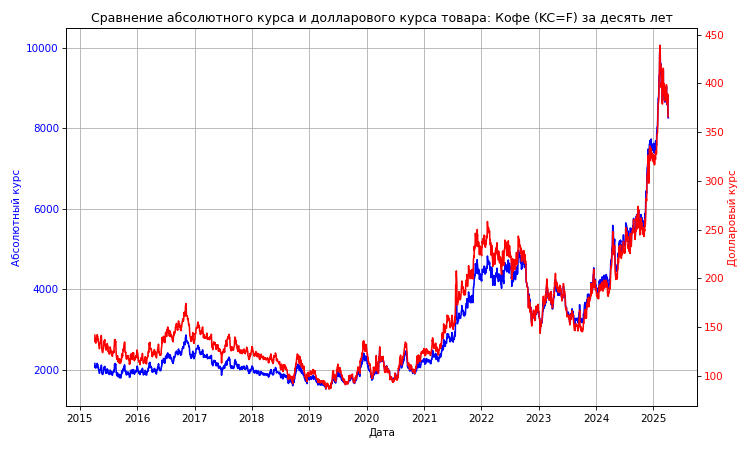 Сравнение абсолютного курса и долларового курса товара: Кофе (KC=F) за десять лет
Абсолютный курс
10000
8000
6000
4000
2000
450
400
350
300
250
200
150
100
Долларовый курс
2015 2016 2017 2018 2019 2020 2021 2022 2023 2024 2025
Дата